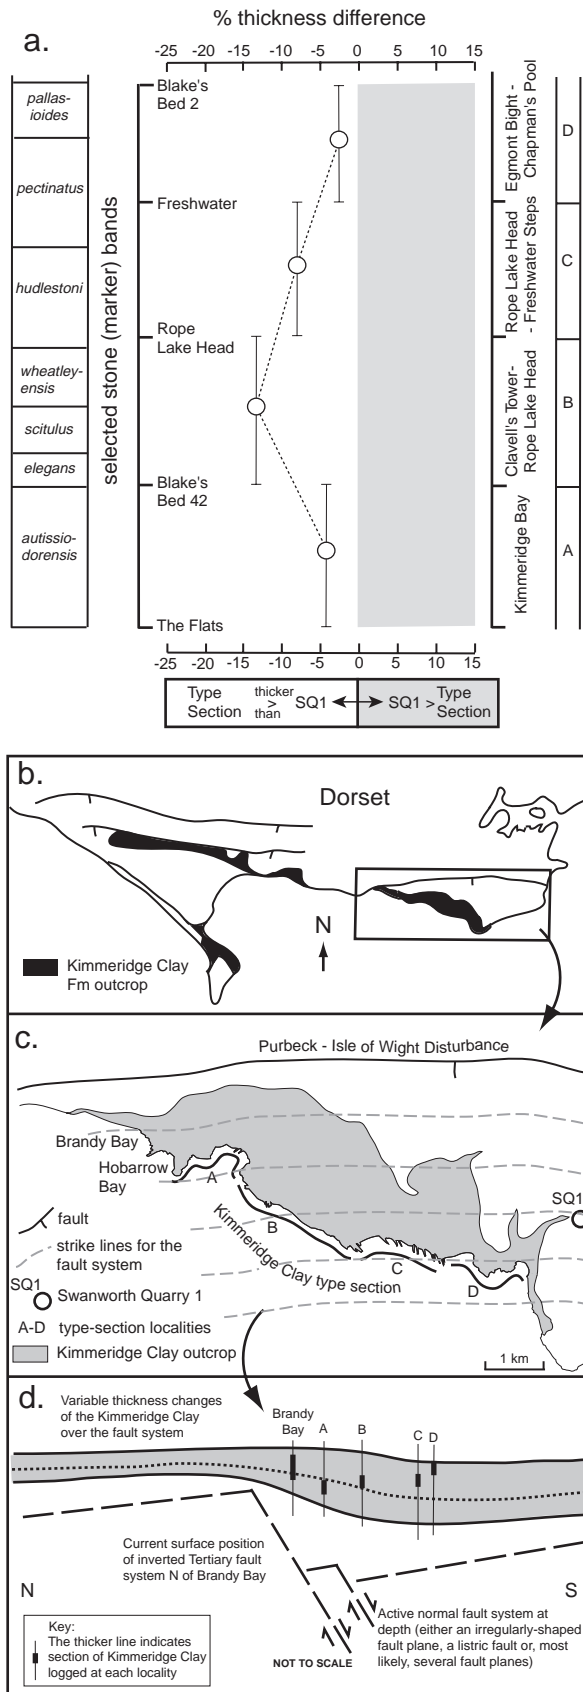 % thickness difference
a.
-25 -20 -15 -10 -5 0 5 10 15
pallas-
ioides
pectinatus
hudlestoni
wheatley-
ensis
scitulus
elegans
autissio-
dorensis
selected stone (marker) bands
Blake's
Bed 2
Freshwater
Rope
Lake Head
Blake's
Bed 42
The Flats
Egmont Bight -
Chapman's Pool
Rope Lake Head
- Freshwater Steps
Clavell's Tower-
Rope Lake Head
Kimmeridge Bay
D
C
B
A
-25 -20 -15 -10 -5 0 5 10 15
Type
Section
thicker
>
than
SQ1
SQ1 >
Type
Section
b.
Dorset
N
Kimmeridge Clay
Fm outcrop
c.
Purbeck - Isle of Wight Disturbance
Brandy Bay
Hobarrow
Bay
A
B
Kimmeridge Clay type section
C
D
SQ1
fault
strike lines for the
fault system
SQ1
Swanworth Quarry 1
A-D type-section localities
Kimmeridge Clay outcrop
1 km
d.
Variable thickness changes
of the Kimmeridge Clay
over the fault system
Brandy
Bay
A
B
C
D
Current surface position
of inverted Tertiary fault
system N of Brandy Bay
N
S
Key:
The thicker line indicates
section of Kimmeridge Clay
logged at each locality
NOT TO SCALE
Active normal fault system at
depth (either an irregularly-shaped
fault plane, a listric fault or, most
likely, several fault planes)